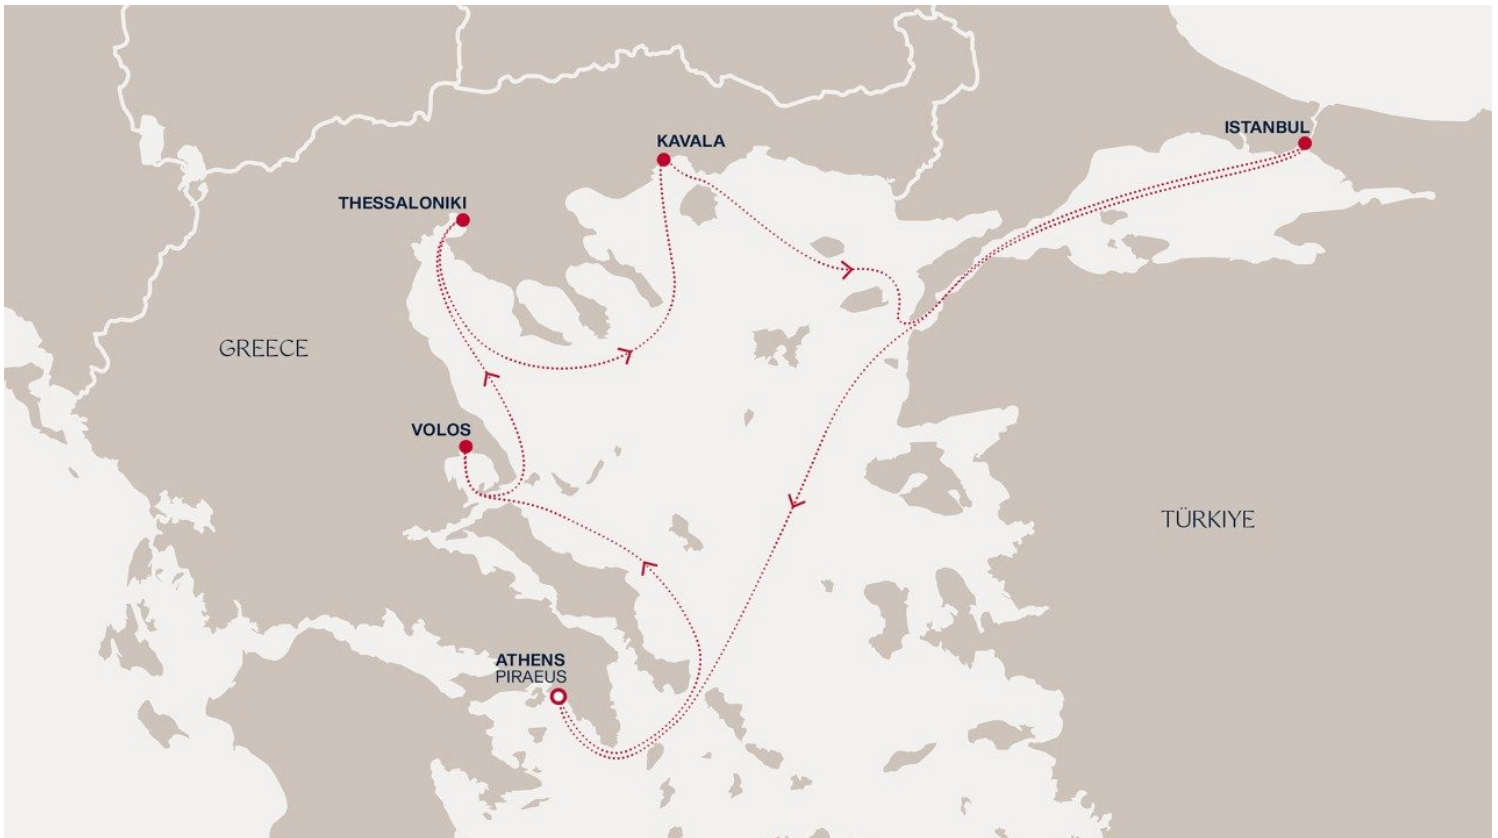 ISTANBUL
KAVALA
THESSALONIKI
GREECE
VOLOS
TÜRKIYE
ATHENS
PIRAEUS